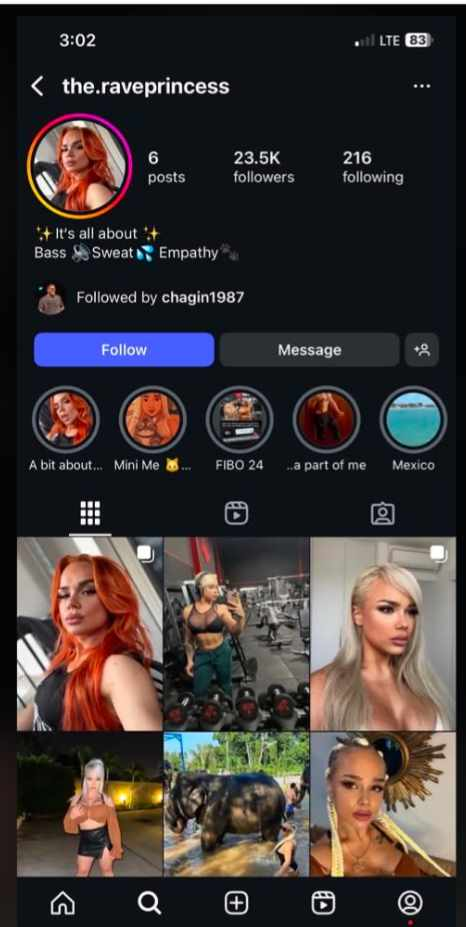 3:02 LTE 83
the.raveprincess
6 23.5K 216
posts followers following
✨It's all about ✨
Bass 🔊Sweat💦 Empathy🐾
Followed by chagin1987
Follow Message
A bit about... Mini Me 🐱... FIBO 24 ..a part of me Mexico